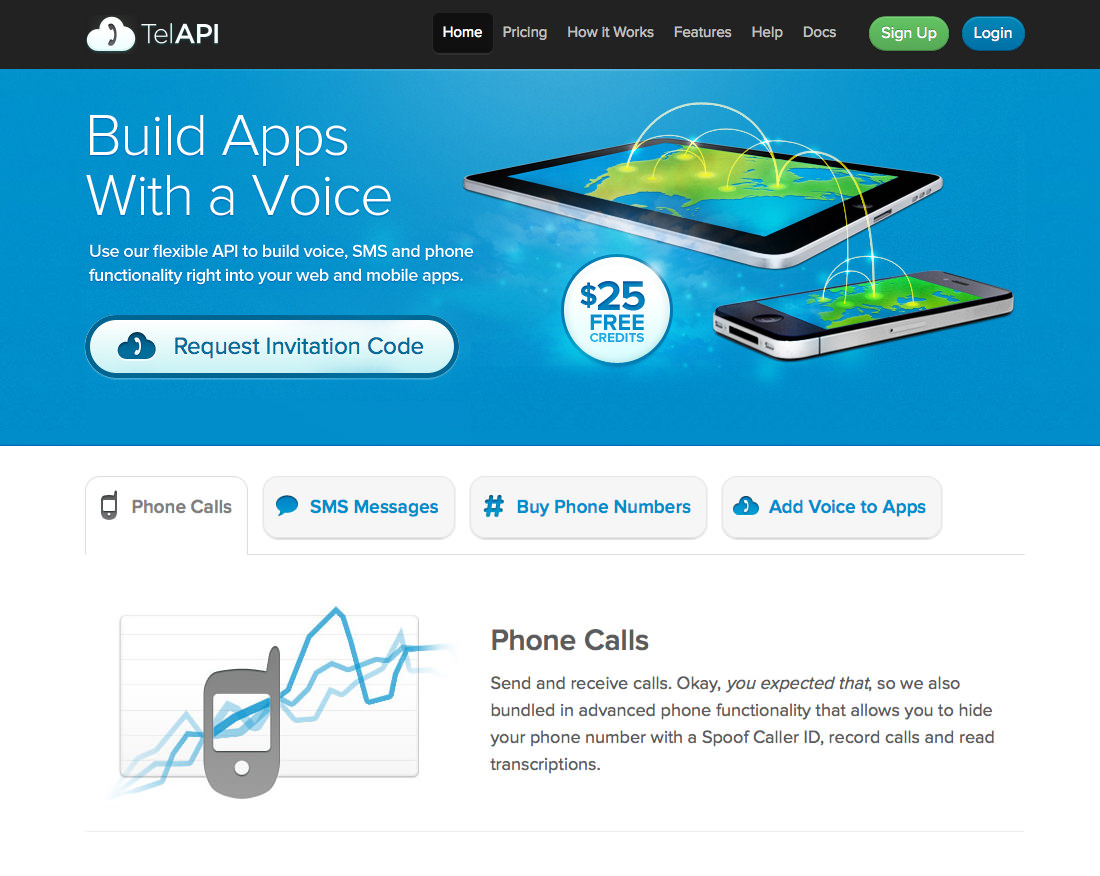 TelAPI
Home
Pricing
How it Works
Features
Help
Docs
Sign Up
Login
Build Apps
With a Voice
Use our flexible API to build voice, SMS and phone
functionality right into your web and mobile apps.
Request Invitation Code
$25
FREE
CREDITS
Phone Calls
SMS Messages
# Buy Phone Numbers
Add Voice to Apps
Phone Calls
Send and receive calls. Okay, you expected that, so we also
bundled in advanced phone functionality that allows you to hide
your phone number with a Spoof Caller ID, record calls and read
transcriptions.